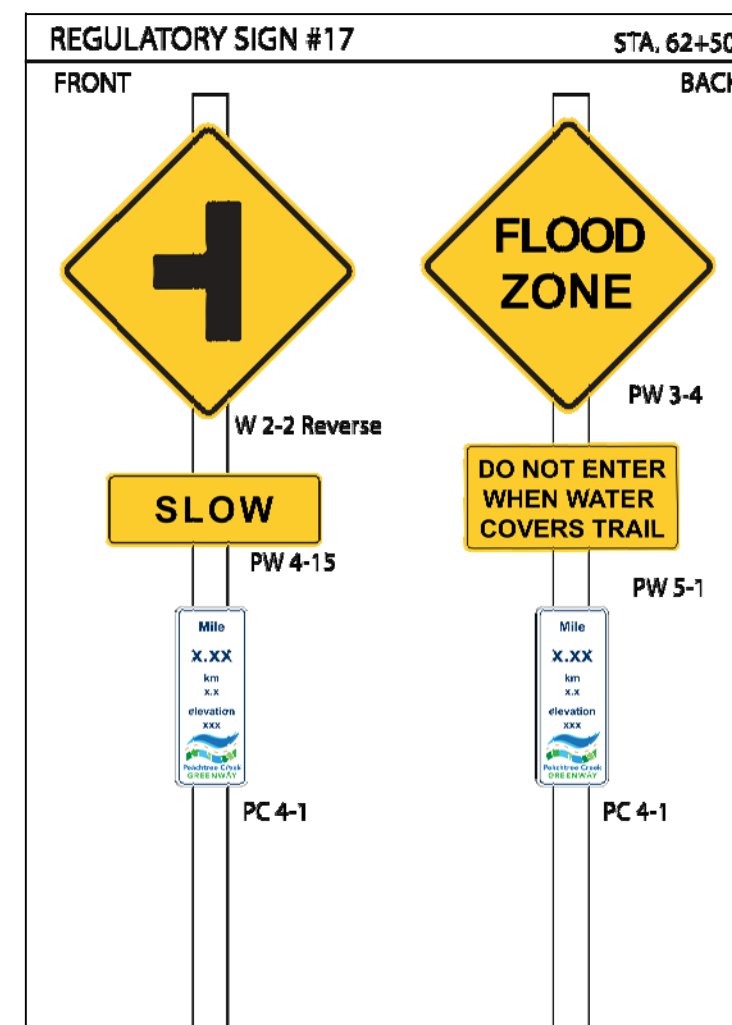 REGULATORY SIGN #17
STA. 62+50
FRONT
BACK
W 2-2 Reverse
SLOW
PW 4-15
Mile
X.XX
km
x.x
elevation
xxx
Peachtree Creek
GREENWAY
PC 4-1
FLOOD
ZONE
PW 3-4
DO NOT ENTER
WHEN WATER
COVERS TRAIL
PW 5-1
Mile
X.XX
km
x.x
elevation
xxx
Peachtree Creek
GREENWAY
PC 4-1